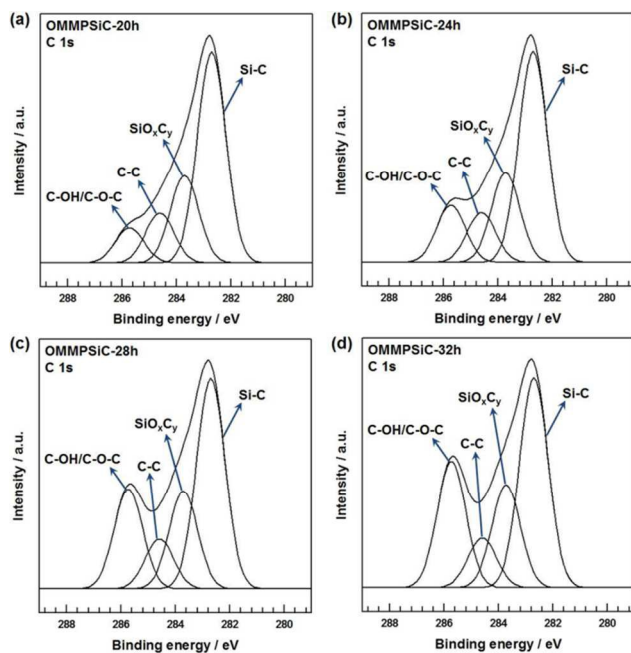 (a)
OMMPSiC-20h
C 1s
Si-C
SiOxCy
C-C
C-OH/C-O-C
Intensity / a.u.
288 286 284 282 280
Binding energy / eV
(b)
OMMPSiC-24h
C 1s
Si-C
SiOxCy
C-C
C-OH/C-O-C
Intensity / a.u.
288 286 284 282 280
Binding energy / eV
(c)
OMMPSiC-28h
C 1s
Si-C
SiOxCy
C-C
C-OH/C-O-C
Intensity / a.u.
288 286 284 282 280
Binding energy / eV
(d)
OMMPSiC-32h
C 1s
Si-C
SiOxCy
C-OH/C-O-C
C-C
Intensity / a.u.
288 286 284 282 280
Binding energy / eV